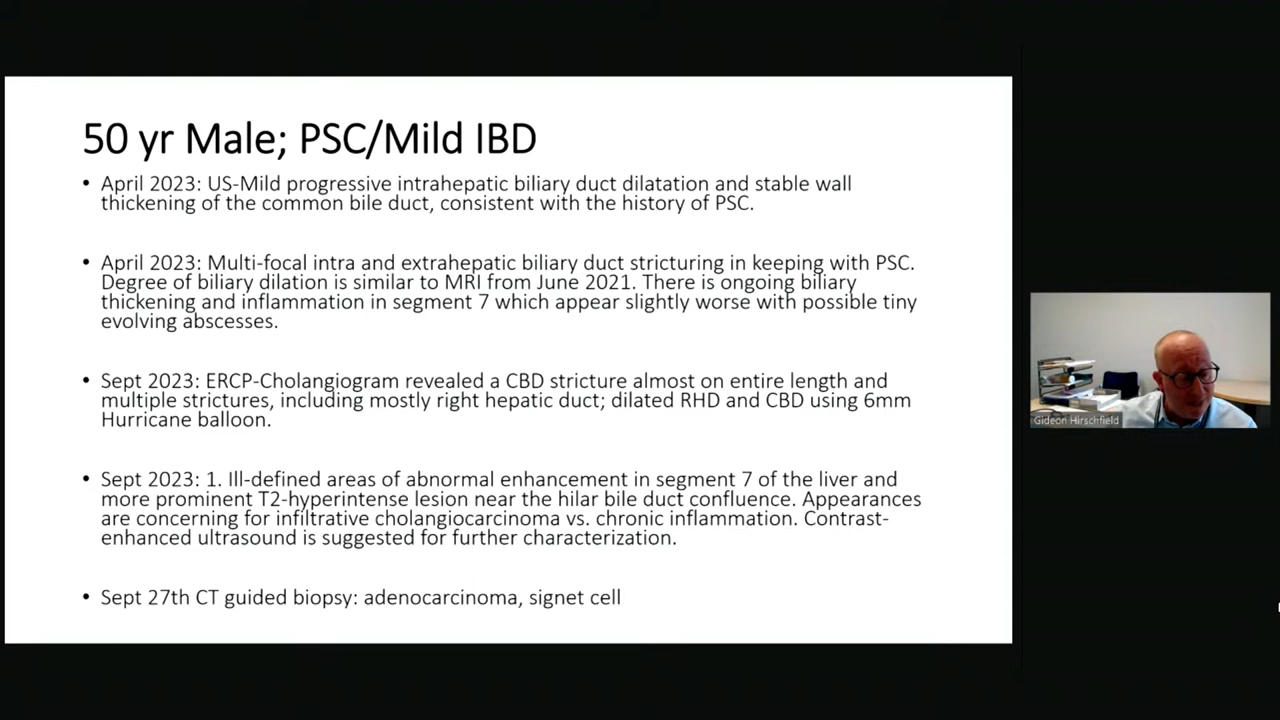 50 yr Male; PSC/Mild IBD
• April 2023: US-Mild progressive intrahepatic biliary duct dilatation and stable wall
thickening of the common bile duct, consistent with the history of PSC.
• April 2023: Multi-focal intra and extrahepatic biliary duct stricturing in keeping with PSC.
Degree of biliary dilation is similar to MRI from June 2021. There is ongoing biliary
thickening and inflammation in segment 7 which appear slightly worse with possible tiny
evolving abscesses.
• Sept 2023: ERCP-Cholangiogram revealed a CBD stricture almost on entire length and
multiple strictures, including mostly right hepatic duct; dilated RHD and CBD using 6mm
Hurricane balloon.
• Sept 2023: 1. Ill-defined areas of abnormal enhancement in segment 7 of the liver and
more prominent T2-hyperintense lesion near the hilar bile duct confluence. Appearances
are concerning for infiltrative cholangiocarcinoma vs. chronic inflammation. Contrast-
enhanced ultrasound is suggested for further characterization.
• Sept 27th CT guided biopsy: adenocarcinoma, signet cell
Gideon Hirschfield